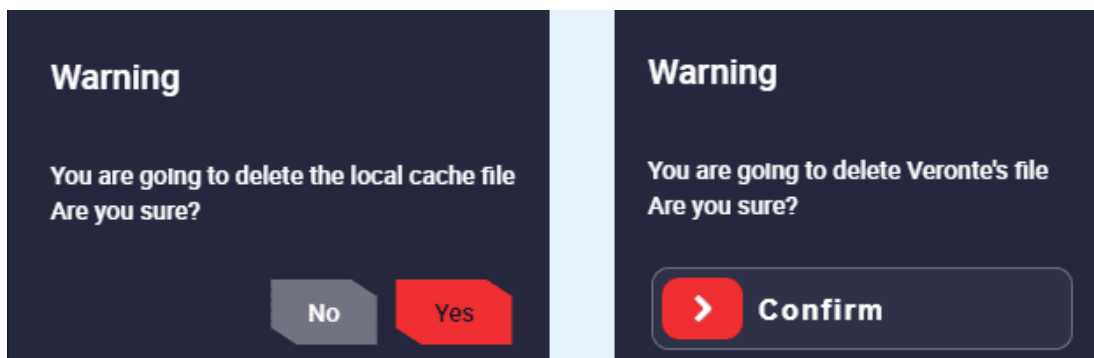 Warning
You are going to delete the local cache file
Are you sure?
No
Yes
Warning
You are going to delete Veronte's file
Are you sure?
Confirm